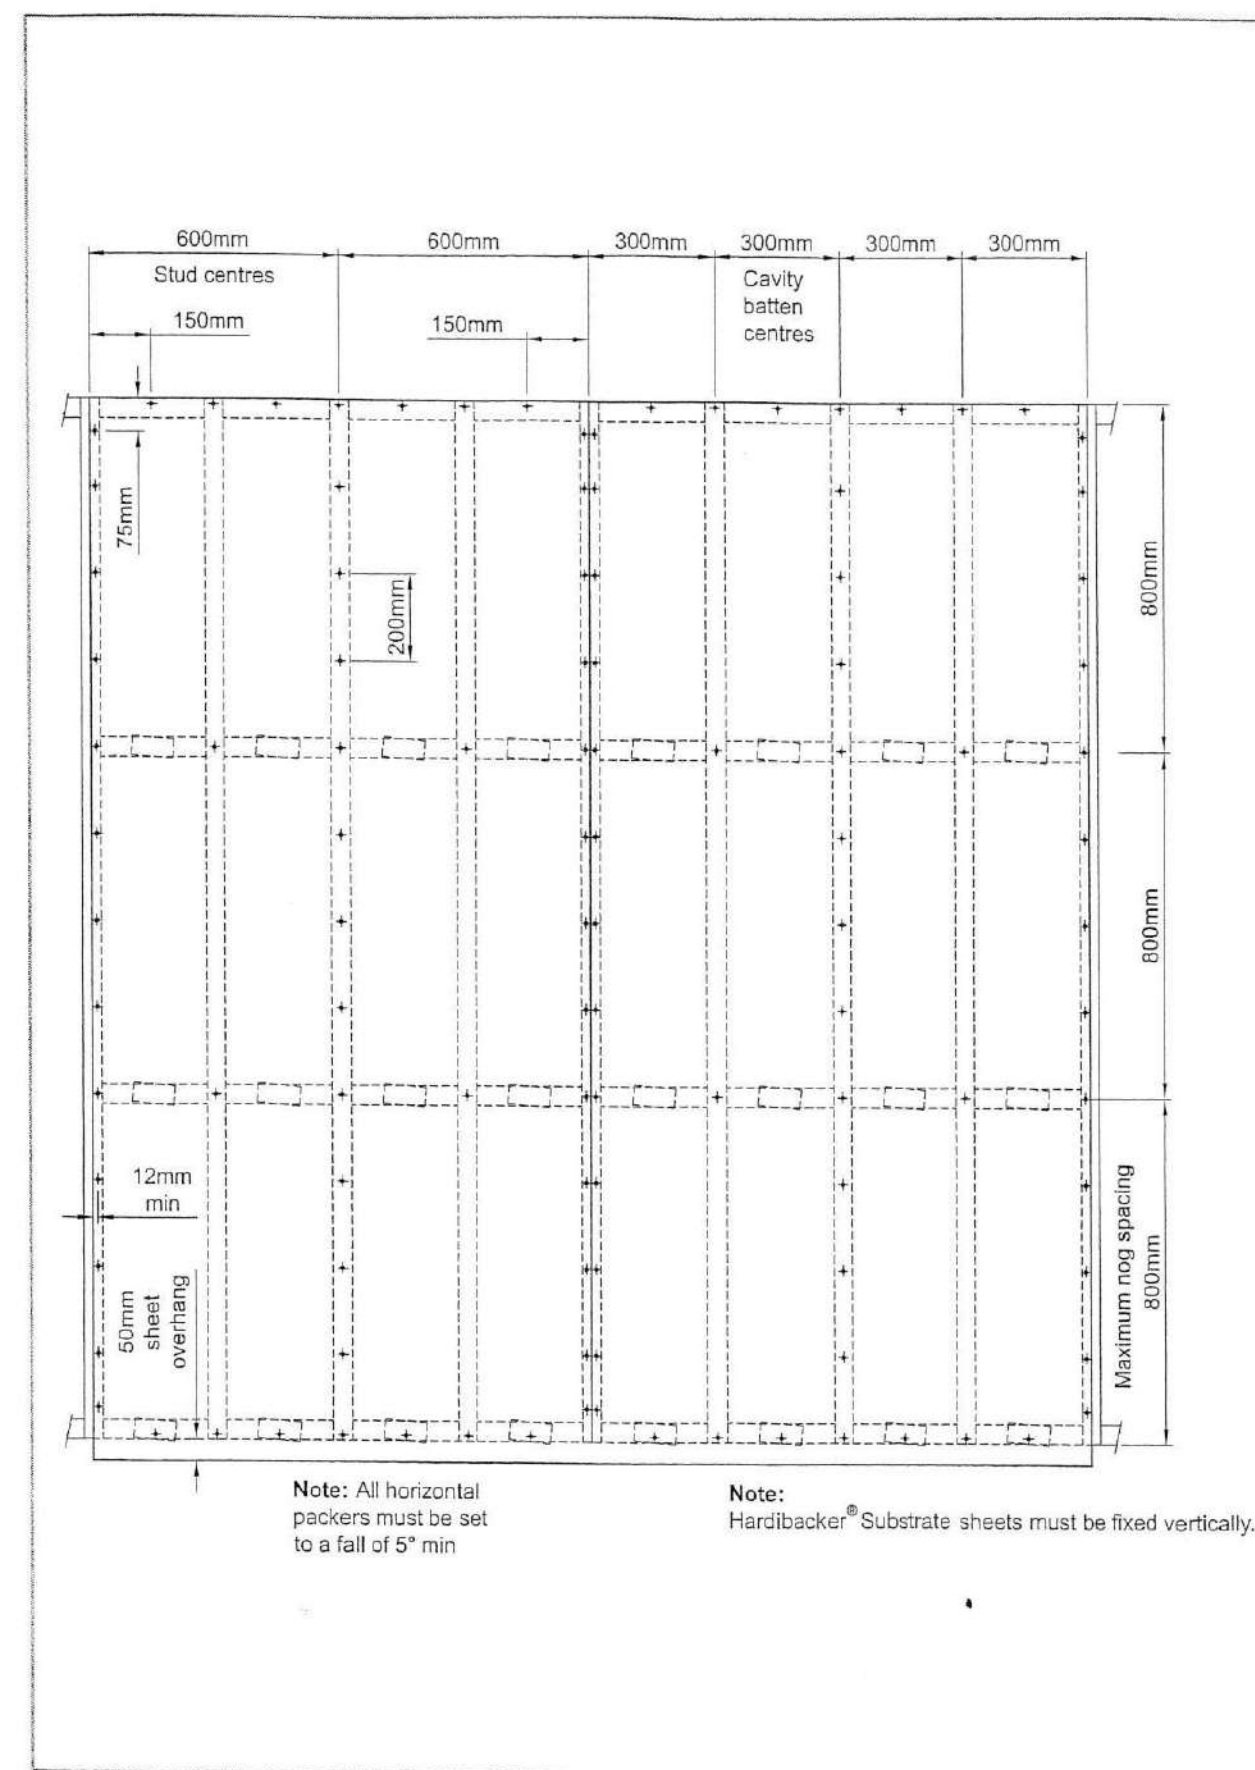 600mm
600mm
300mm
300mm
300mm
300mm
Stud centres
Cavity
batten
centres
150mm
150mm
75mm
200mm
800mm
800mm
12mm
min
50mm
sheet
overhang
Maximum nog spacing
800mm
Note: All horizontal
packers must be set
to a fall of 5° min
Note:
Hardibacker® Substrate sheets must be fixed vertically.